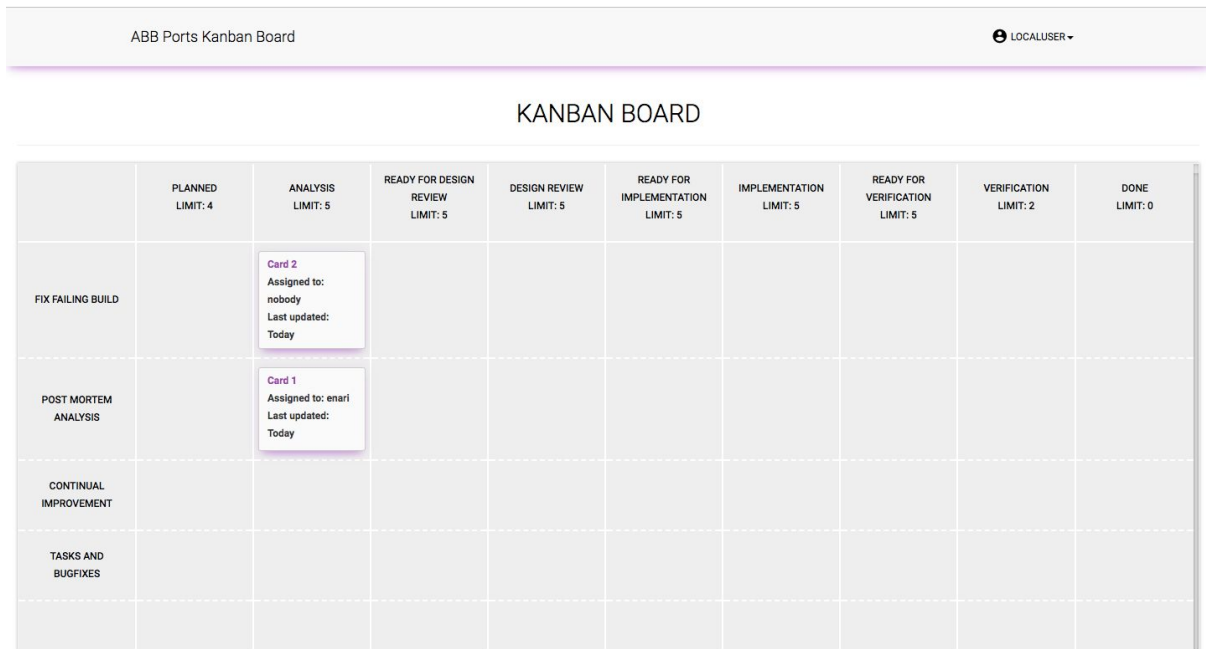 ABB Ports Kanban Board
LOCALUSER
KANBAN BOARD
PLANNED
LIMIT: 4
ANALYSIS
LIMIT: 5
READY FOR DESIGN
REVIEW
LIMIT: 5
DESIGN REVIEW
LIMIT: 5
READY FOR
IMPLEMENTATION
LIMIT: 5
IMPLEMENTATION
LIMIT: 5
READY FOR
VERIFICATION
LIMIT: 5
VERIFICATION
LIMIT: 2
DONE
LIMIT: 0
FIX FAILING BUILD
Card 2
Assigned to:
nobody
Last updated:
Today
POST MORTEM
ANALYSIS
Card 1
Assigned to: enari
Last updated:
Today
CONTINUAL
IMPROVEMENT
TASKS AND
BUGFIXES